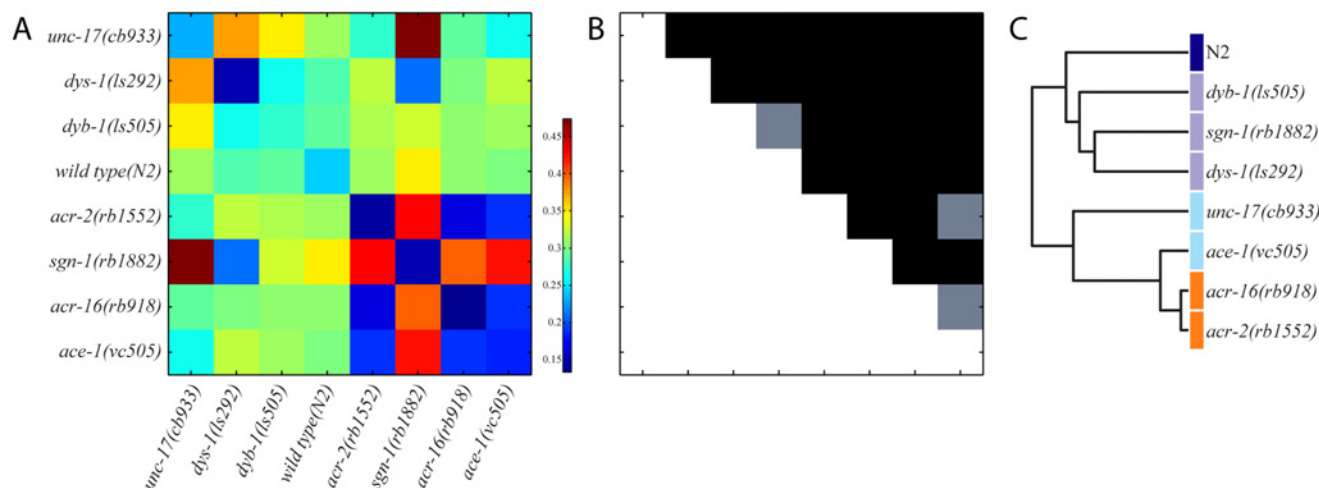 A
unc-17(cb933)
dys-1(ls292)
dyb-1(ls505)
wild type(N2)
acr-2(rb1552)
sgn-1(rb1882)
acr-16(rb918)
ace-1(vc505)
unc-17(cb933)
dys-1(ls292)
dyb-1(ls505)
wild type(N2)
acr-2(rb1552)
sgn-1(rb1882)
acr-16(rb918)
ace-1(vc505)
0.45
0.4
0.35
0.3
0.25
0.2
0.15
B
C
N2
dyb-1(ls505)
sgn-1(rb1882)
dys-1(ls292)
unc-17(cb933)
ace-1(vc505)
acr-16(rb918)
acr-2(rb1552)